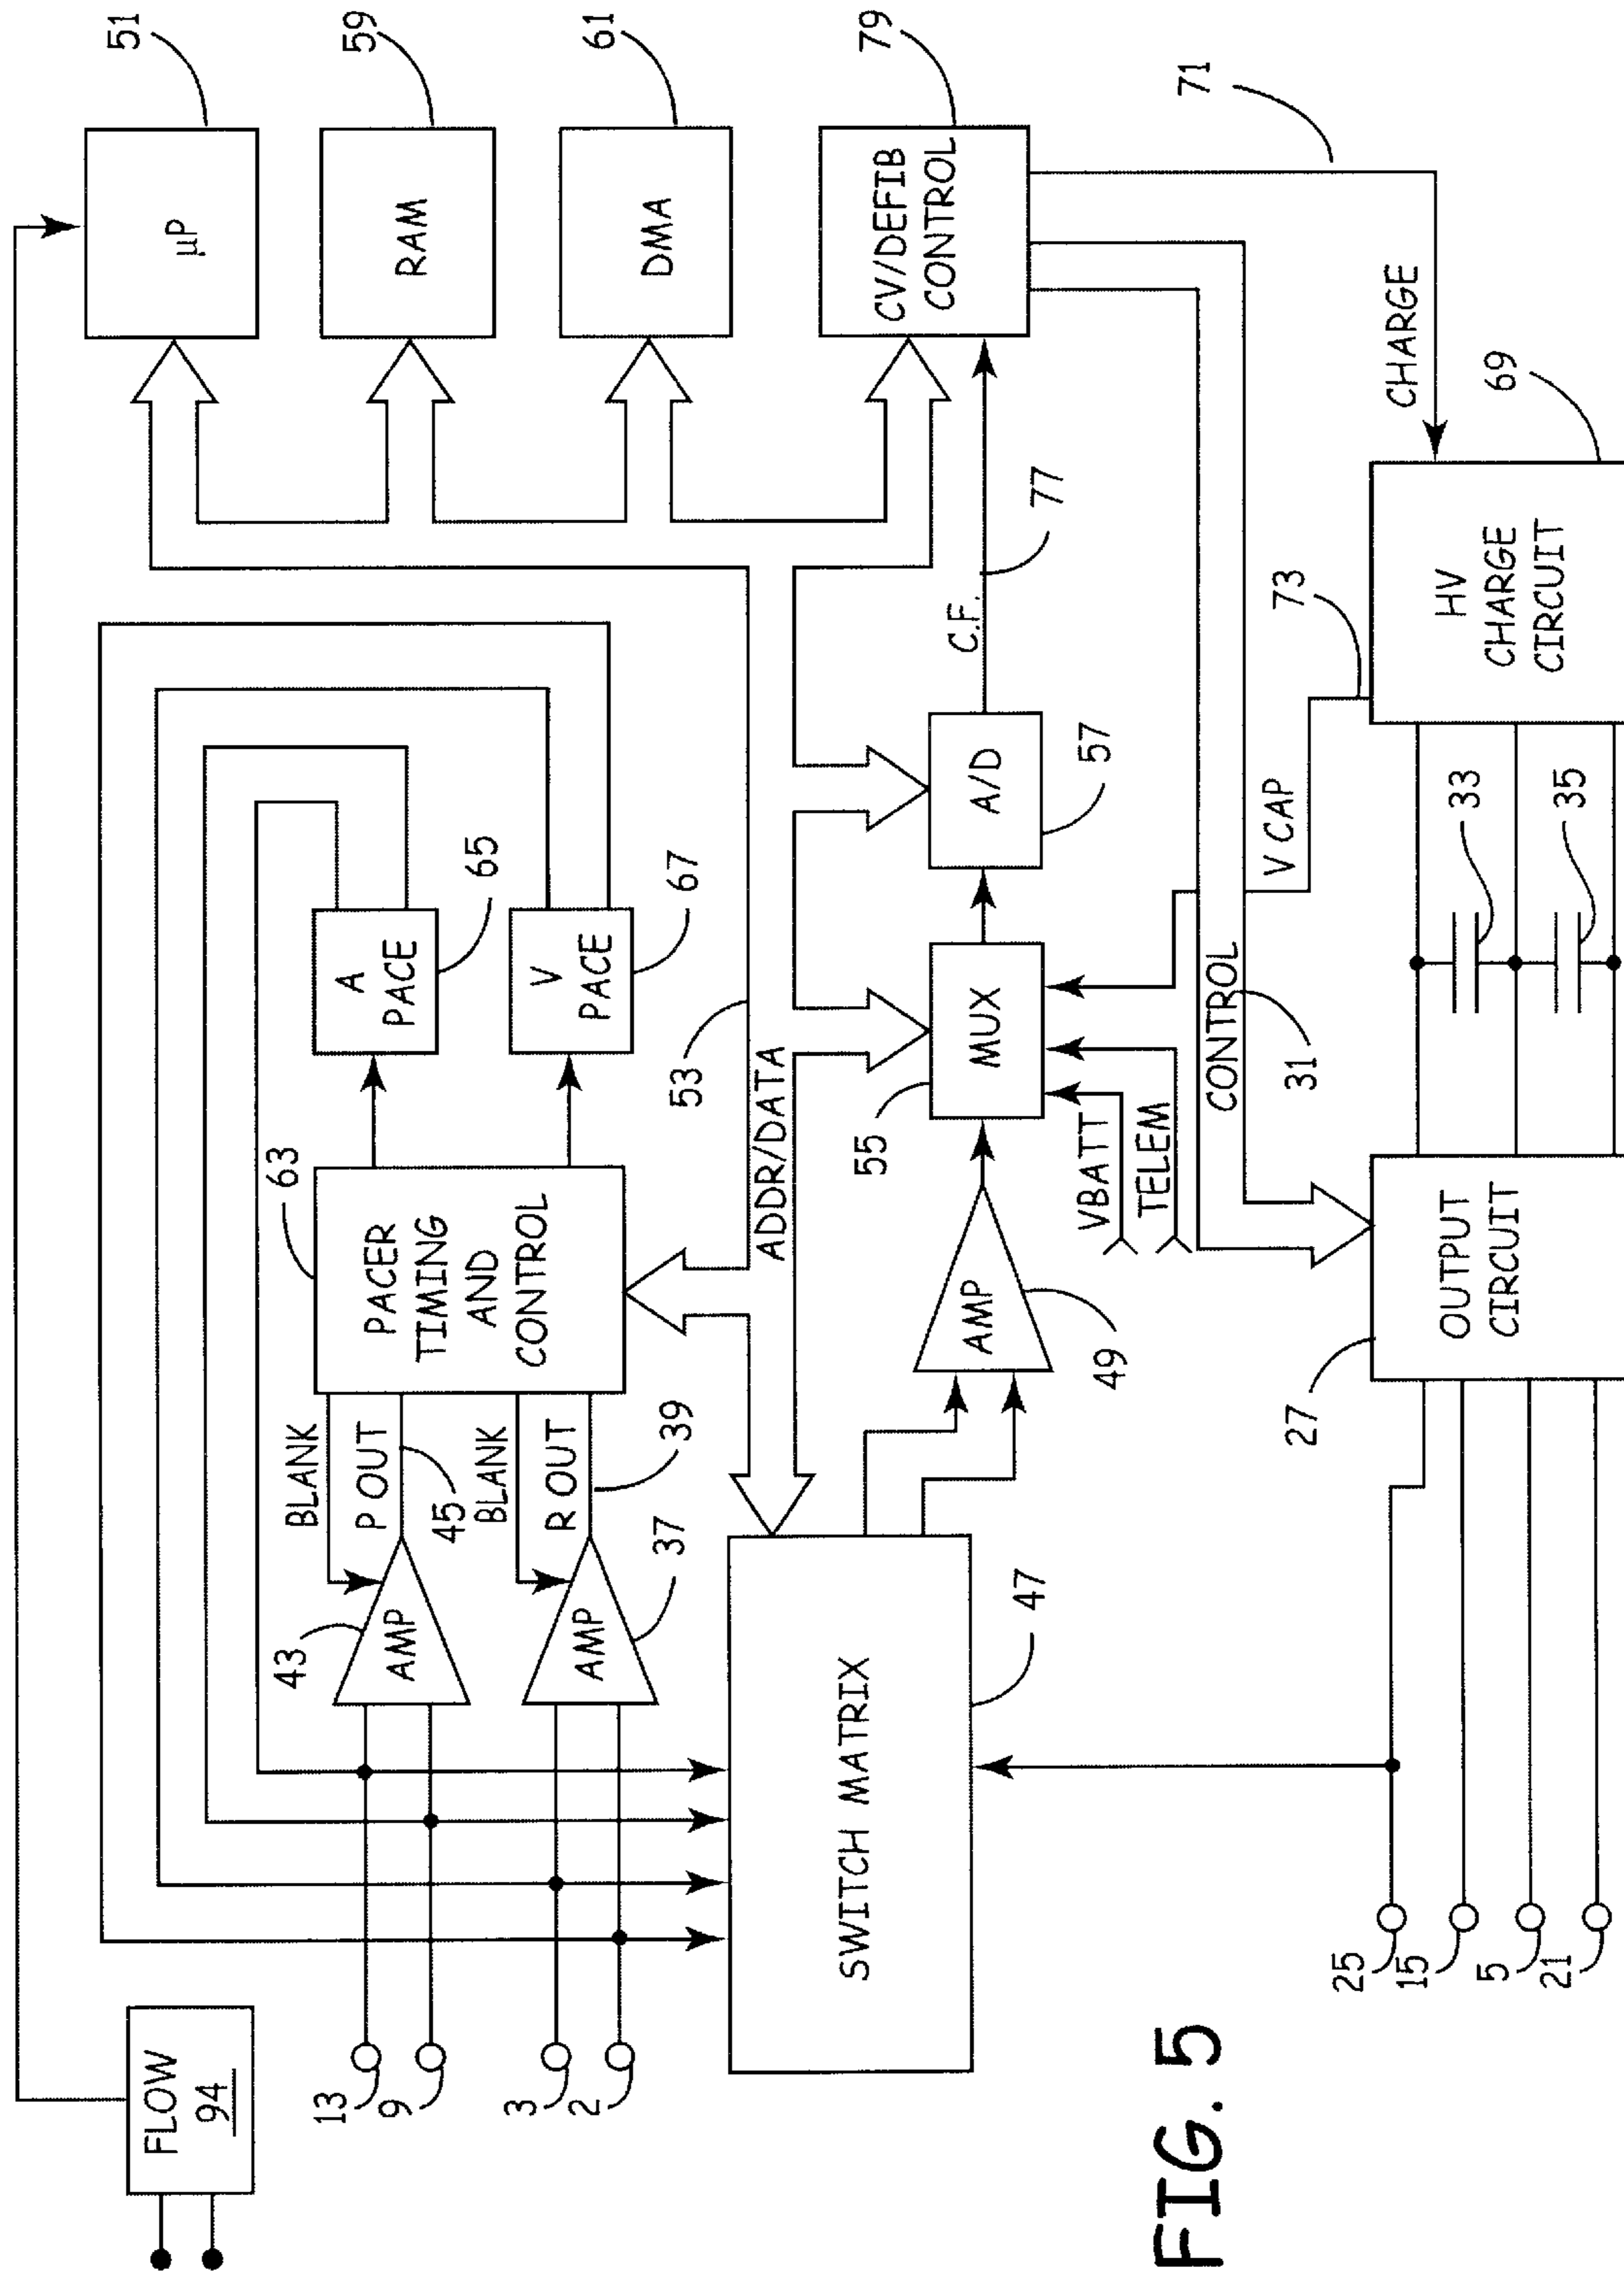 FLOW
94
13
9
3
2
43
AMP
BLANK
P OUT
45
37
AMP
BLANK
R OUT
39
63
PACER
TIMING
AND
CONTROL
A
PACE
65
V
PACE
67
53
ADDR/DATA
μP
51
RAM
59
DMA
61
CV/DEFIB
CONTROL
79
SWITCH MATRIX
47
AMP
49
MUX
55
A/D
57
C.F.
77
VBATT
TELEM
CONTROL
31
V CAP
73
71
CHARGE
HV
CHARGE
CIRCUIT
69
33
35
OUTPUT
CIRCUIT
27
25
15
5
21
FIG. 5